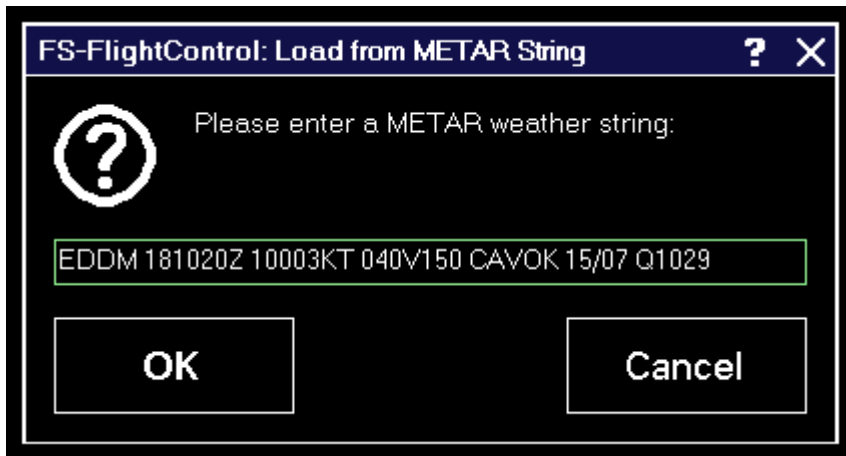 FS-FlightControl: Load from METAR String ? X
? Please enter a METAR weather string:
EDDM 181020Z 10003KT 040V150 CAVOK 15/07 Q1029
OK Cancel